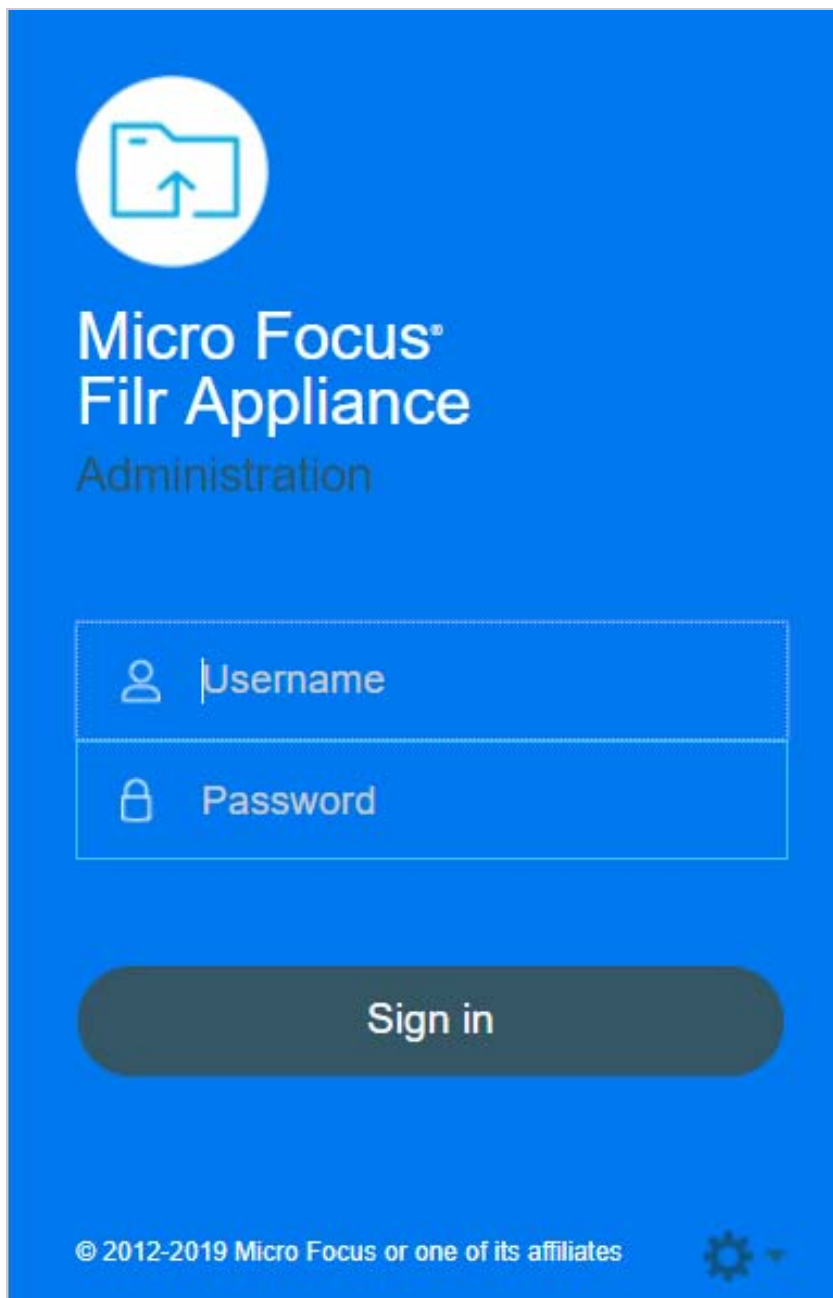 Micro Focus®
Filr Appliance
Administration
Username
Password
Sign in
© 2012-2019 Micro Focus or one of its affiliates